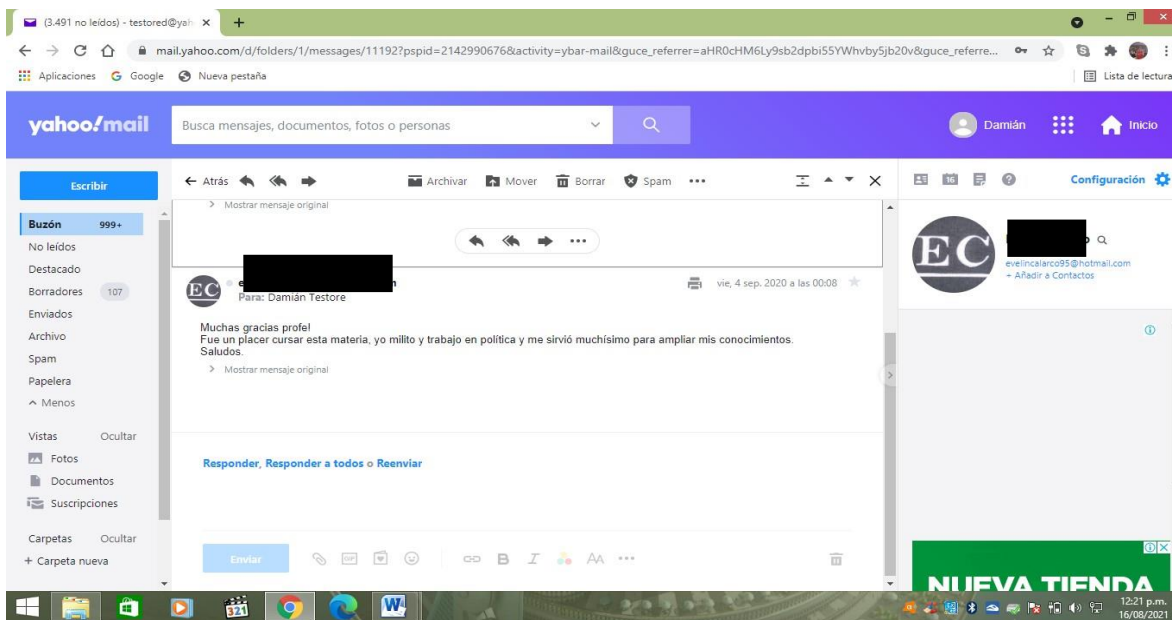 (3.491 no leídos) - testored@yah
mail.yahoo.com/d/folders/1/messages/11192?pspid=2142990676&activity=ybar-mail&guce_referrer=aHR0cHM6Ly9sb2dpbi55YWhvby5jb20v&guce_referre...
Aplicaciones Google Nueva pestaña Lista de lectura
yahoo!mail Busca mensajes, documentos, fotos o personas Damián Inicio
Escribir Atrás Archivar Mover Borrar Spam Configuración
Mostrar mensaje original
Buzón 999+
No leídos
Destacado
Borradores 107
Enviados
Archivo
Spam
Papelera
Menos
Vistas Ocultar
Fotos
Documentos
Suscripciones
Carpetas Ocultar
+ Carpeta nueva
EC
Para: Damián Testore
vie, 4 sep. 2020 a las 00:08
Muchas gracias profe!
Fue un placer cursar esta materia, yo milito y trabajo en política y me sirvió muchísimo para ampliar mis conocimientos.
Saludos.
Mostrar mensaje original
Responder, Responder a todos o Reenviar
Enviar GIF B I AA
EC
evelincalarco95@hotmail.com
+ Añadir a Contactos
NUEVA TIENDA
321
12:21 p.m.
16/08/2021